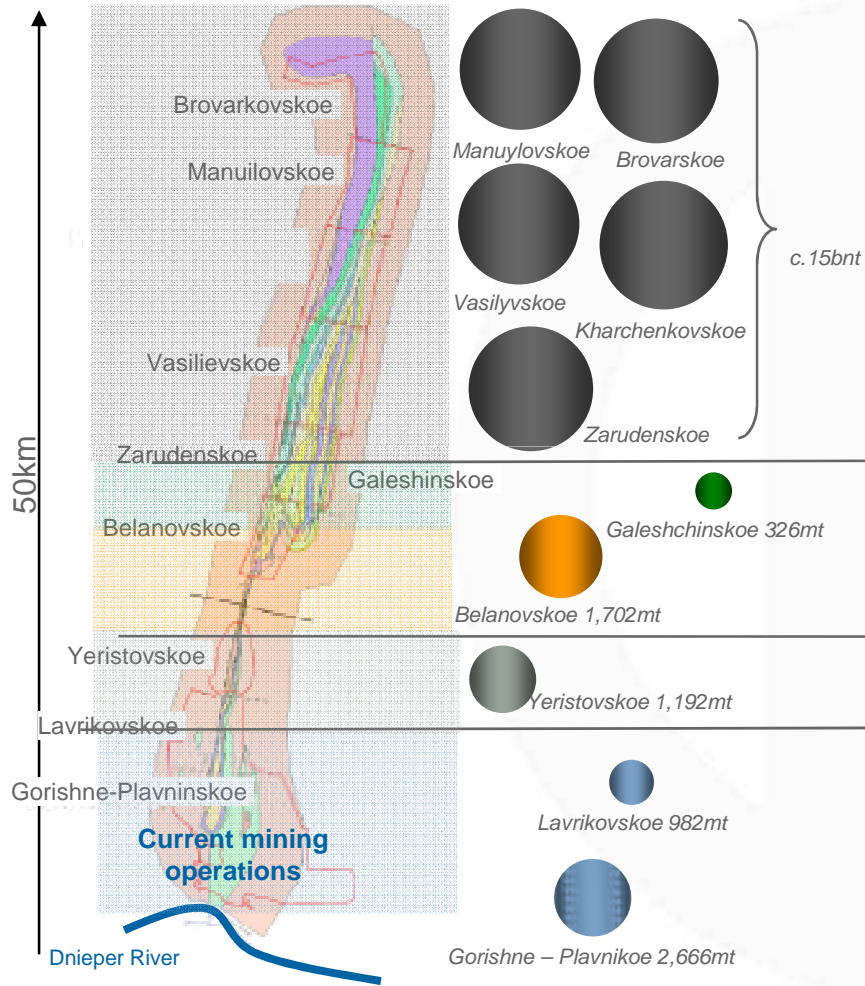 Brovarkovskoe
Manuilovskoe
Vasilievskoe
Zarudenskoe
Galeshinskoe
Belanovskoe
Yeristovskoe
Lavrikovskoe
Gorishne-Plavninskoe
Current mining
operations
Dnieper River
50km
Manuylovskoe
Brovarskoe
Vasilyvskoe
Kharchenkovskoe
Zarudenskoe
c.15bnt
Galeshchinskoe 326mt
Belanovskoe 1,702mt
Yeristovskoe 1,192mt
Lavrikovskoe 982mt
Gorishne – Plavnikoe 2,666mt